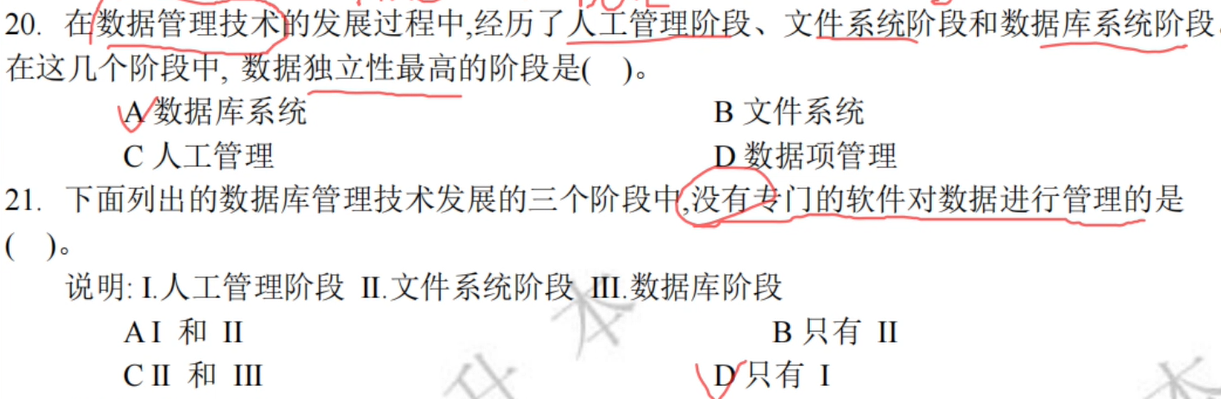 20. 在数据管理技术的发展过程中,经历了人工管理阶段、文件系统阶段和数据库系统阶段
在这几个阶段中, 数据独立性最高的阶段是( )。
A 数据库系统 B 文件系统
C 人工管理 D 数据项管理
21. 下面列出的数据库管理技术发展的三个阶段中,没有专门的软件对数据进行管理的是
( )。
说明: I.人工管理阶段 II.文件系统阶段 III.数据库阶段
A I 和 II B 只有 II
C II 和 III D 只有 I
升 本
本